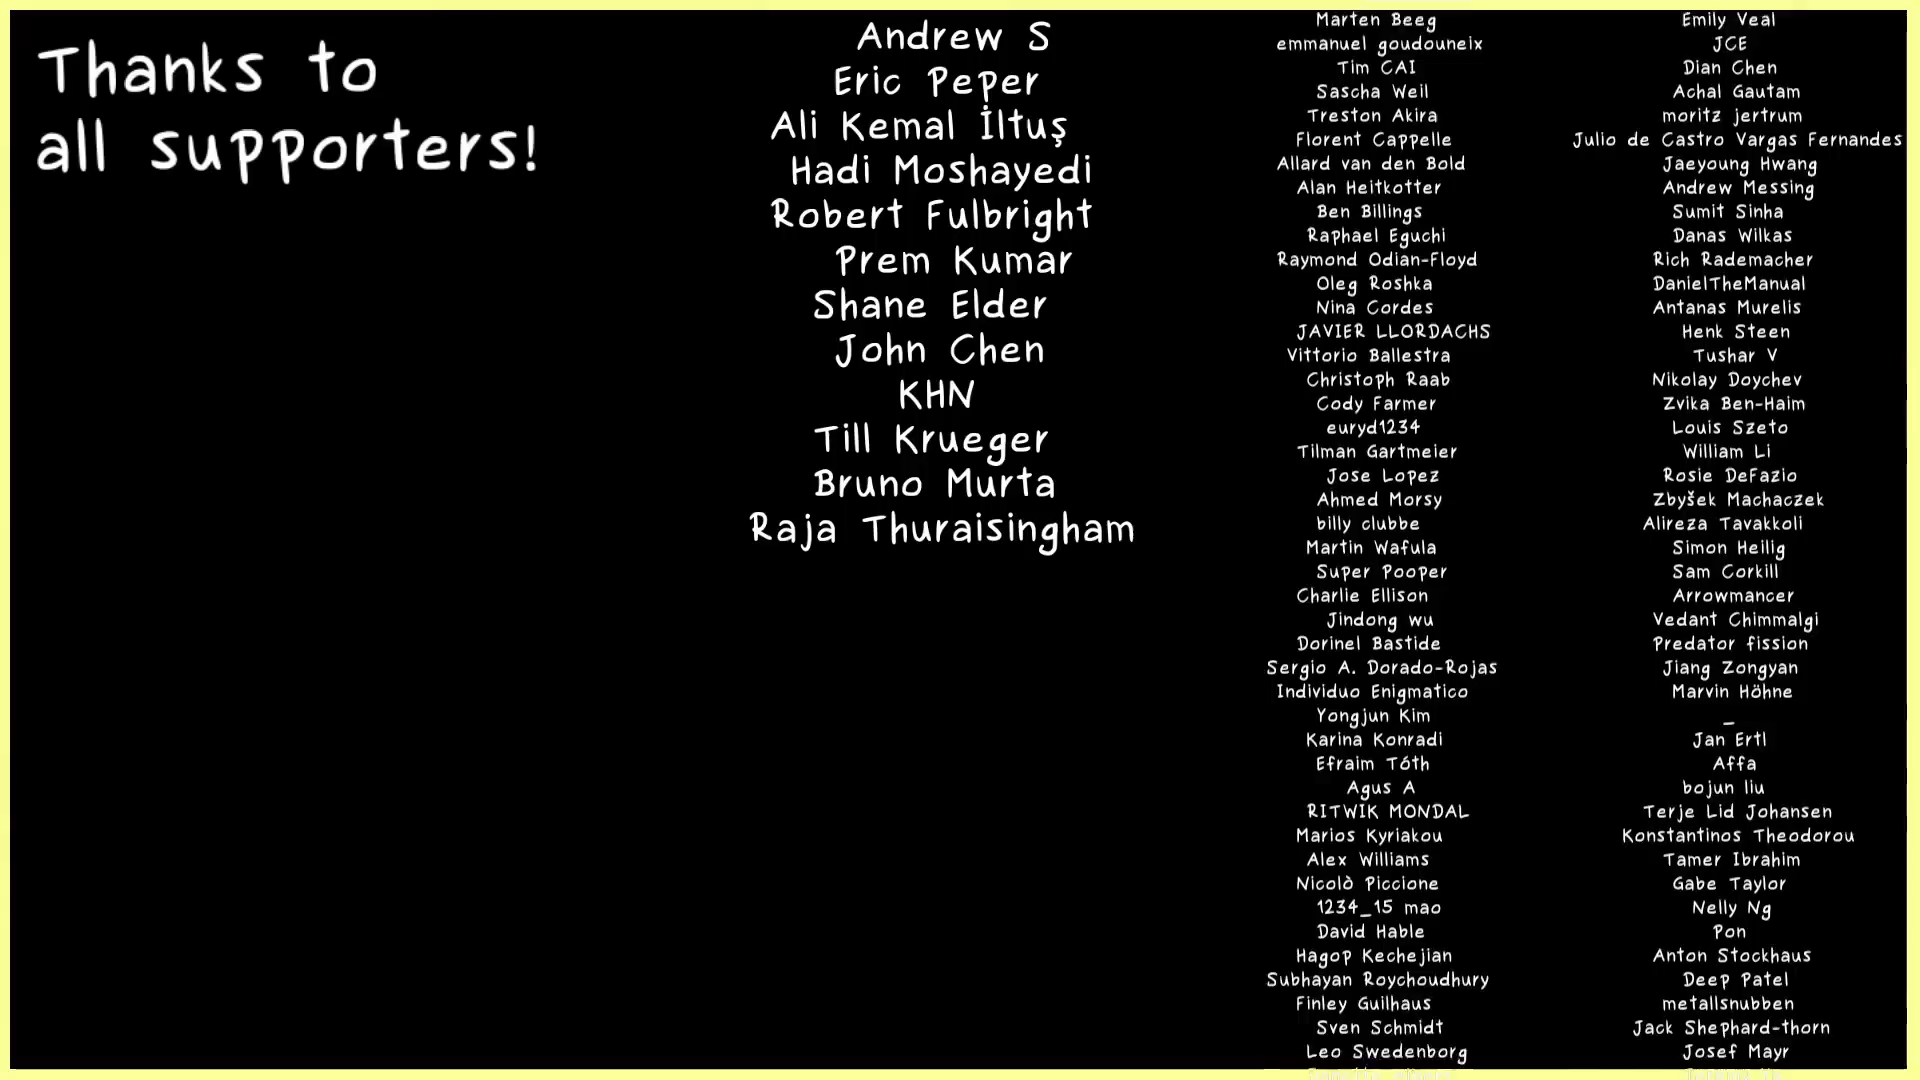 Thanks to
all supporters!
Andrew S
Eric Peper
Ali Kemal İltuş
Hadi Moshayedi
Robert Fulbright
Prem Kumar
Shane Elder
John Chen
KHN
Till Krueger
Bruno Murta
Raja Thuraisingham
Marten Beeg
emmanuel goudouneix
Tim CAI
Sascha Weil
Treston Akira
Florent Cappelle
Allard van den Bold
Alan Heitkotter
Ben Billings
Raphael Eguchi
Raymond Odian-Floyd
Oleg Roshka
Nina Cordes
JAVIER LLORDACHS
Vittorio Ballestra
Christoph Raab
Cody Farmer
euryd1234
Tilman Gartmeier
Jose Lopez
Ahmed Morsy
billy clubbe
Martin Wafula
Super Pooper
Charlie Ellison
Jindong wu
Dorinel Bastide
Sergio A. Dorado-Rojas
Individuo Enigmatico
Yongjun Kim
Karina Konradi
Efraim Tóth
Agus A
RITWIK MONDAL
Marios Kyriakou
Alex Williams
Nicolò Piccione
1234_15 mao
David Hable
Hagop Kechejian
Subhayan Roychoudhury
Finley Guilhaus
Sven Schmidt
Leo Swedenborg
Emily Veal
JCE
Dian Chen
Achal Gautam
moritz jertrum
Julio de Castro Vargas Fernandes
Jaeyoung Hwang
Andrew Messing
Sumit Sinha
Danas Wilkas
Rich Rademacher
DanielTheManual
Antanas Murelis
Henk Steen
Tushar V
Nikolay Doychev
Zvika Ben-Haim
Louis Szeto
William Li
Rosie DeFazio
Zbyšek Machaczek
Alireza Tavakkoli
Simon Heilig
Sam Corkill
Arrowmancer
Vedant Chimmalgi
Predator fission
Jiang Zongyan
Marvin Höhne
_
Jan Ertl
Affa
bojun liu
Terje Lid Johansen
Konstantinos Theodorou
Tamer Ibrahim
Gabe Taylor
Nelly Ng
Pon
Anton Stockhaus
Deep Patel
metallsnubben
Jack Shephard-thorn
Josef Mayr